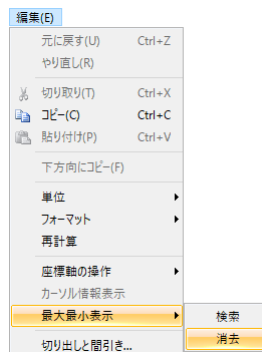 編集(E)
元に戻す(U) Ctrl+Z
やり直し(R)
切り取り(T) Ctrl+X
コピー(C) Ctrl+C
貼り付け(P) Ctrl+V
下方向にコピー(F)
単位
フォーマット
再計算
座標軸の操作
カーソル情報表示
最大最小表示
検索
消去
切り出しと間引き...